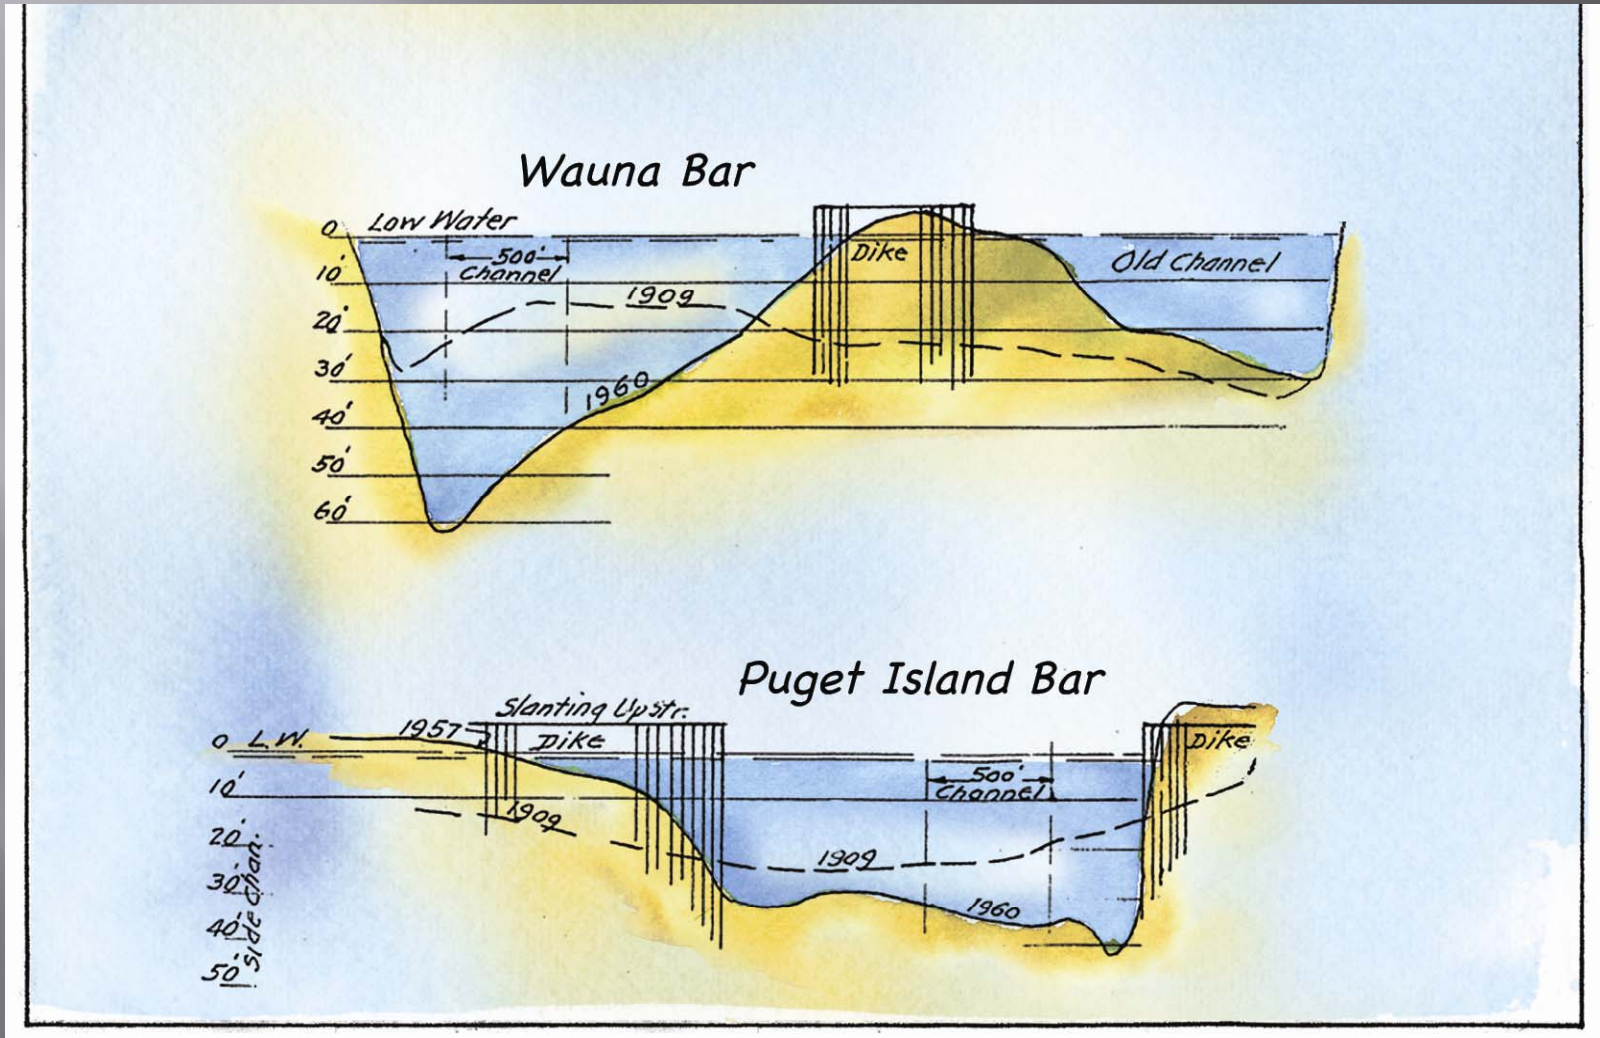 Wauna Bar
0 Low Water
500'
Channel
Dike
Old Channel
10'
1909
20'
30'
1960
40'
50'
60'
Puget Island Bar
Slanting Upstr.
1957
Dike
Dike
0 L.W.
500'
Channel
10'
1909
20'
1909
30'
Side Chan.
1960
40'
50'